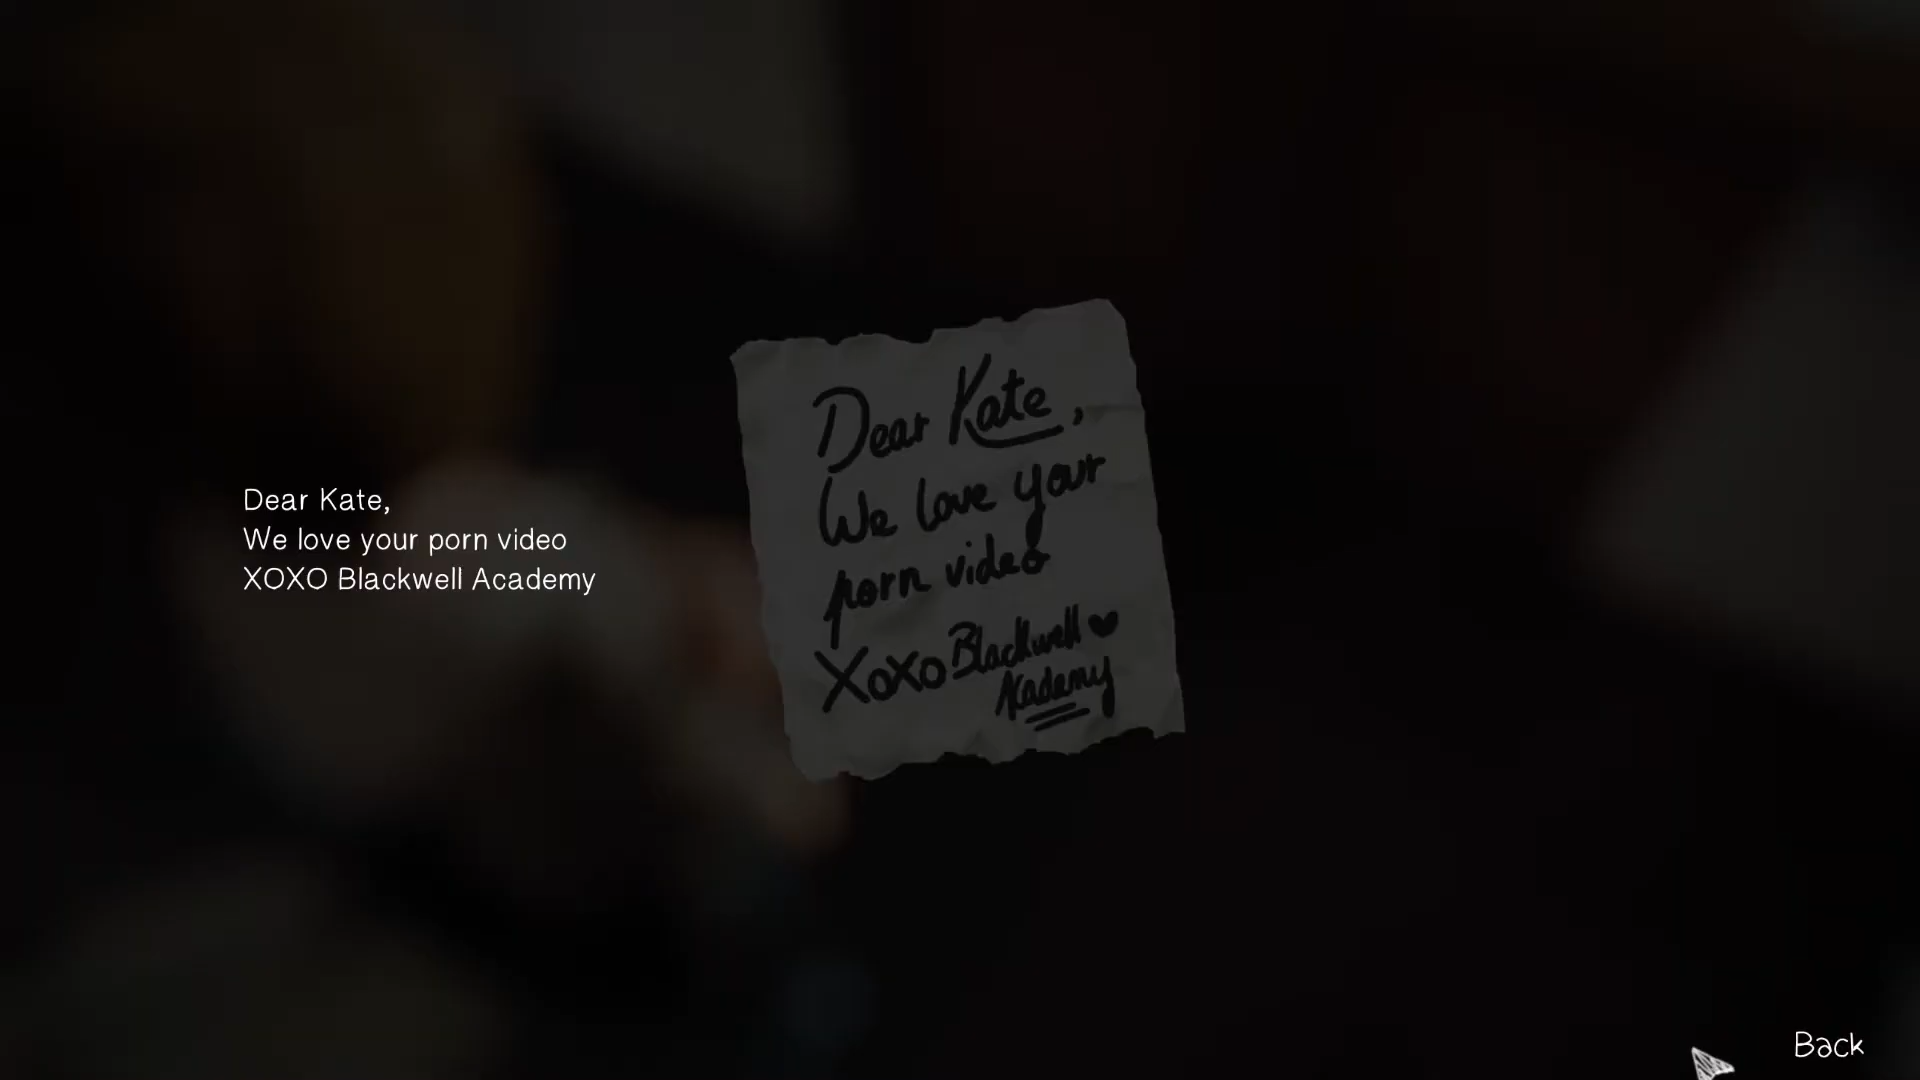 Dear Kate,
We love your porn video
XOXO Blackwell Academy
Dear Kate,
We love your
porn video
XoXo Blackwell ♥
Academy
Back